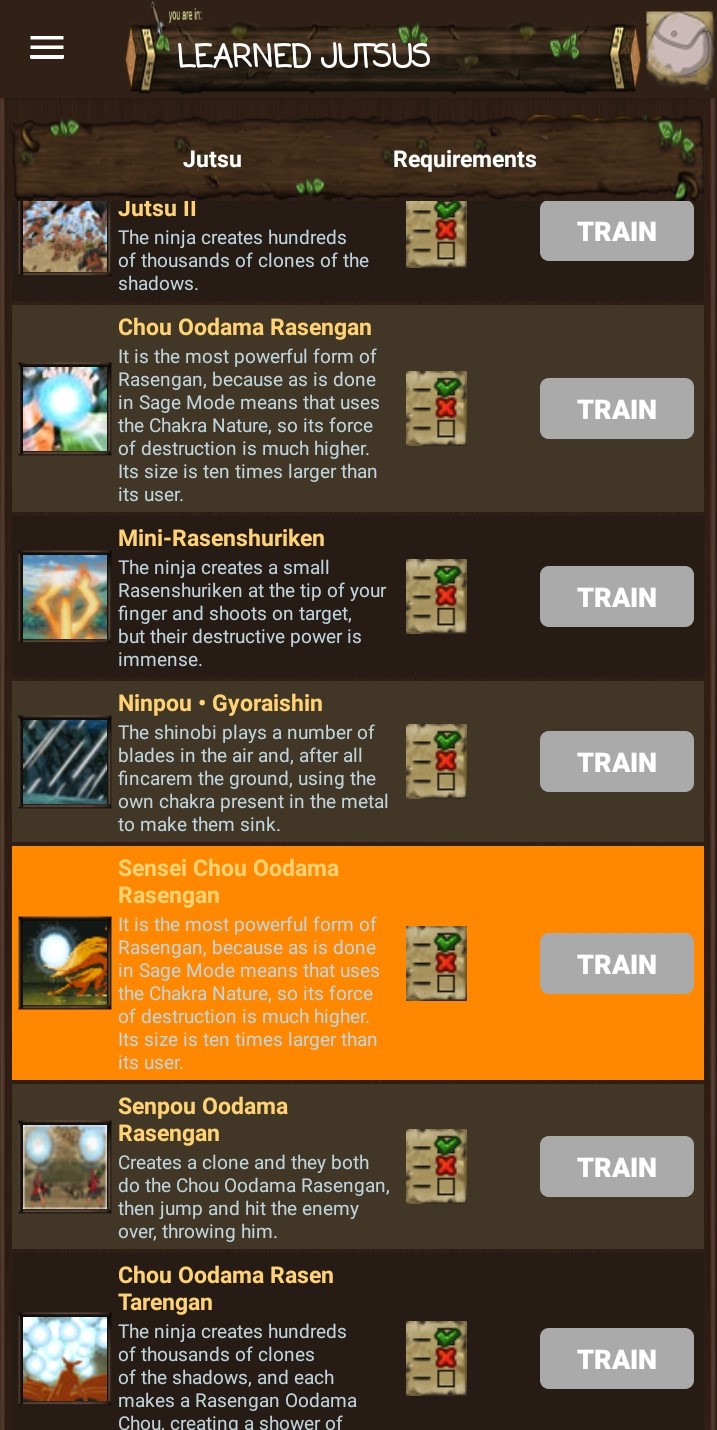 you are in:
LEARNED JUTSUS
Jutsu Requirements
Jutsu II
The ninja creates hundreds
of thousands of clones of the
shadows.
TRAIN
Chou Oodama Rasengan
It is the most powerful form of
Rasengan, because as is done
in Sage Mode means that uses
the Chakra Nature, so its force
of destruction is much higher.
Its size is ten times larger than
its user.
TRAIN
Mini-Rasenshuriken
The ninja creates a small
Rasenshuriken at the tip of your
finger and shoots on target,
but their destructive power is
immense.
TRAIN
Ninpou • Gyoraishin
The shinobi plays a number of
blades in the air and, after all
fincarem the ground, using the
own chakra present in the metal
to make them sink.
TRAIN
Sensei Chou Oodama
Rasengan
It is the most powerful form of
Rasengan, because as is done
in Sage Mode means that uses
the Chakra Nature, so its force
of destruction is much higher.
Its size is ten times larger than
its user.
TRAIN
Senpou Oodama
Rasengan
Creates a clone and they both
do the Chou Oodama Rasengan,
then jump and hit the enemy
over, throwing him.
TRAIN
Chou Oodama Rasen
Tarengan
The ninja creates hundreds
of thousands of clones
of the shadows, and each
makes a Rasengan Oodama
Chou, creating a shower of
TRAIN